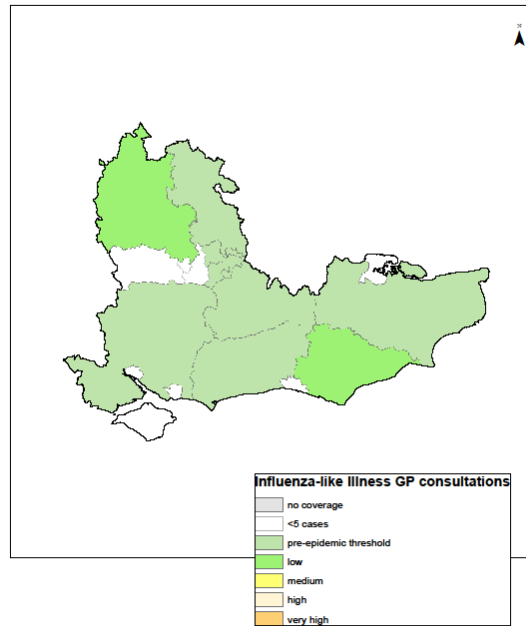 N
Influenza-like Illness GP consultations
no coverage
<5 cases
pre-epidemic threshold
low
medium
high
very high